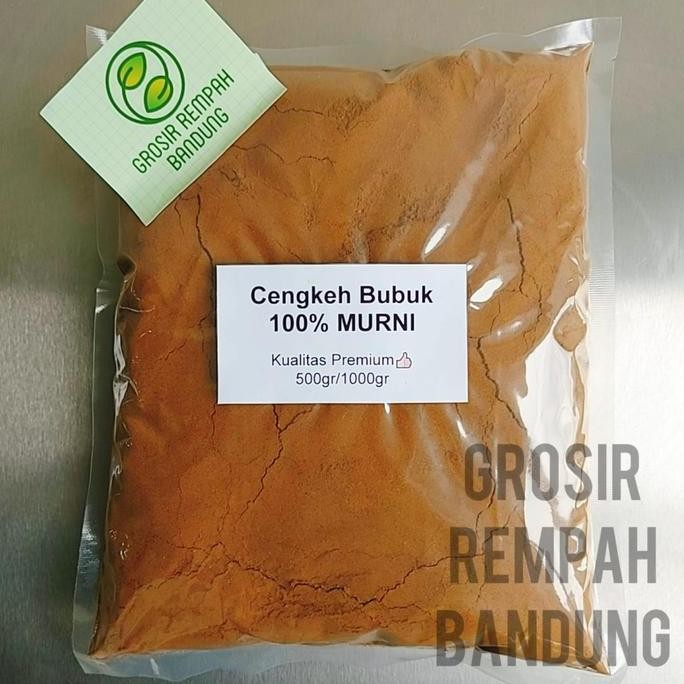 GROSIR REMPAH
BANDUNG
Cengkeh Bubuk
100% MURNI
Kualitas Premium
500gr/1000gr
GROSIR
REMPAH
BANDUNG